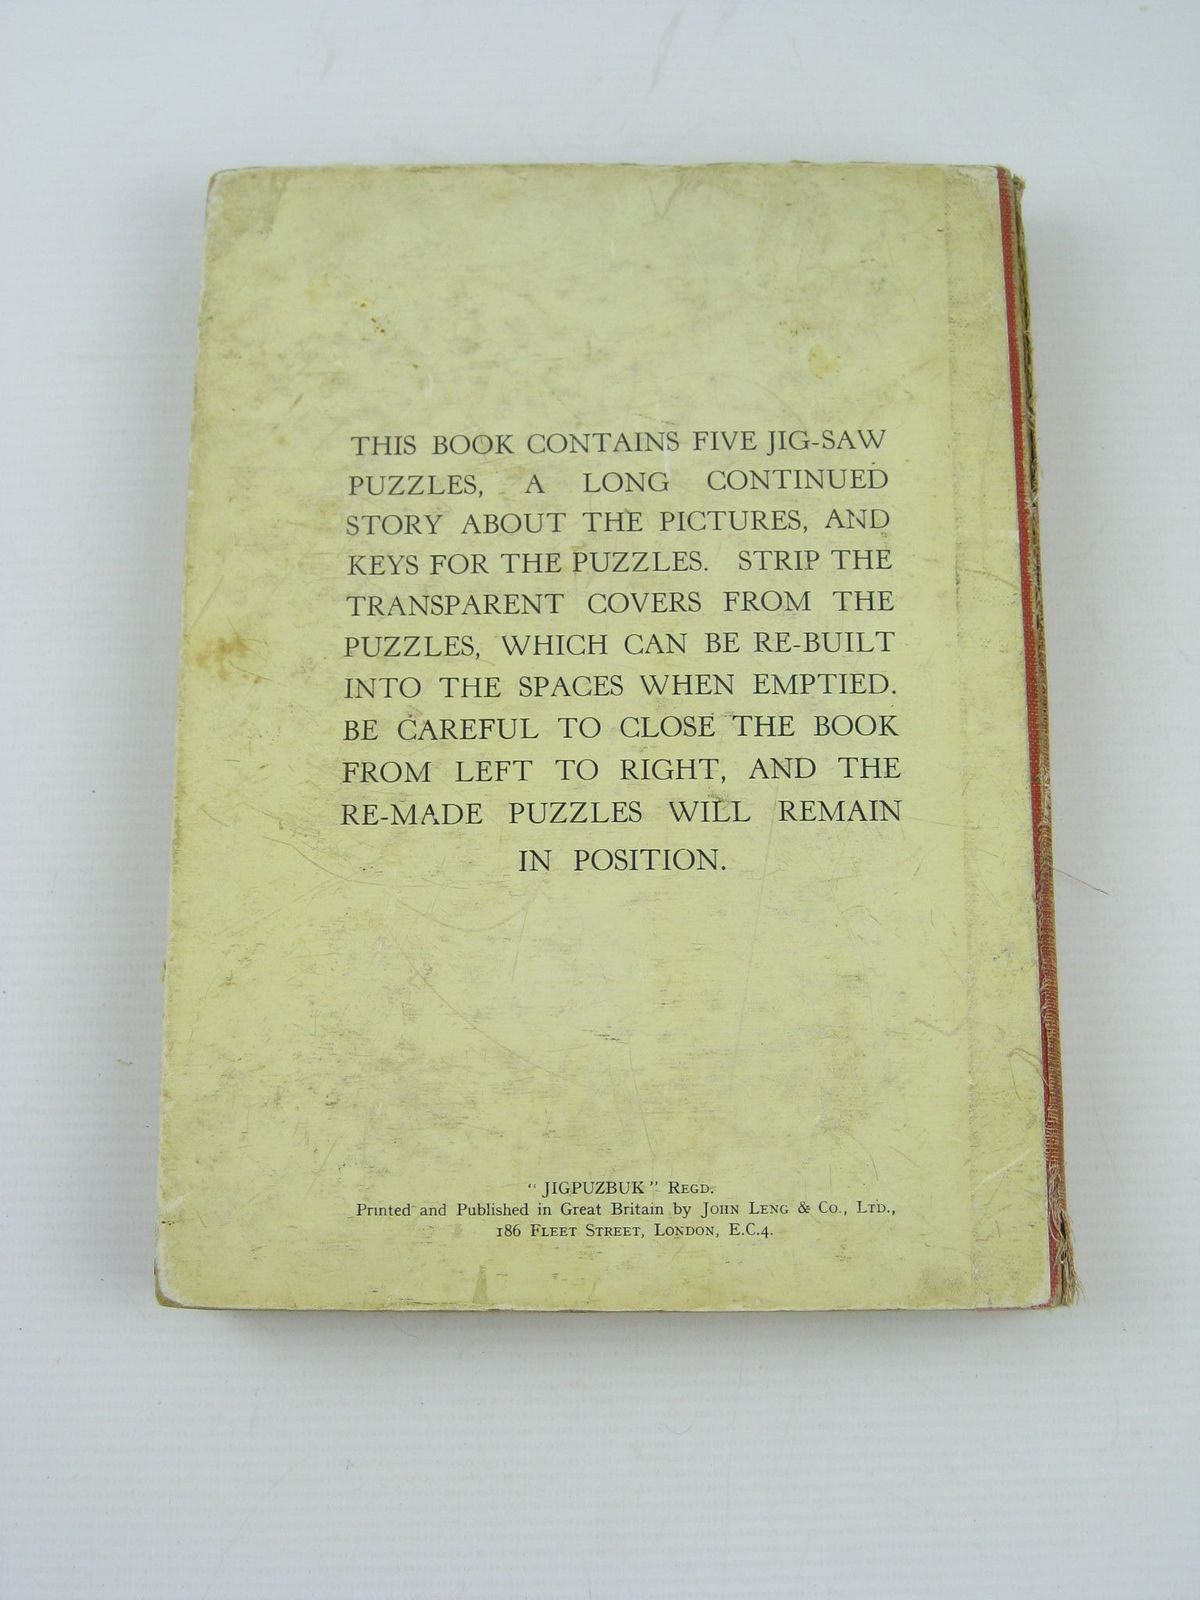 THIS BOOK CONTAINS FIVE JIG-SAW
PUZZLES, A LONG CONTINUED
STORY ABOUT THE PICTURES, AND
KEYS FOR THE PUZZLES. STRIP THE
TRANSPARENT COVERS FROM THE
PUZZLES, WHICH CAN BE RE-BUILT
INTO THE SPACES WHEN EMPTIED.
BE CAREFUL TO CLOSE THE BOOK
FROM LEFT TO RIGHT, AND THE
RE-MADE PUZZLES WILL REMAIN
IN POSITION.
"JIGPUZBUK" REGD.
Printed and Published in Great Britain by JOHN LENG & CO., LTD.,
186 FLEET STREET, LONDON, E.C.4.